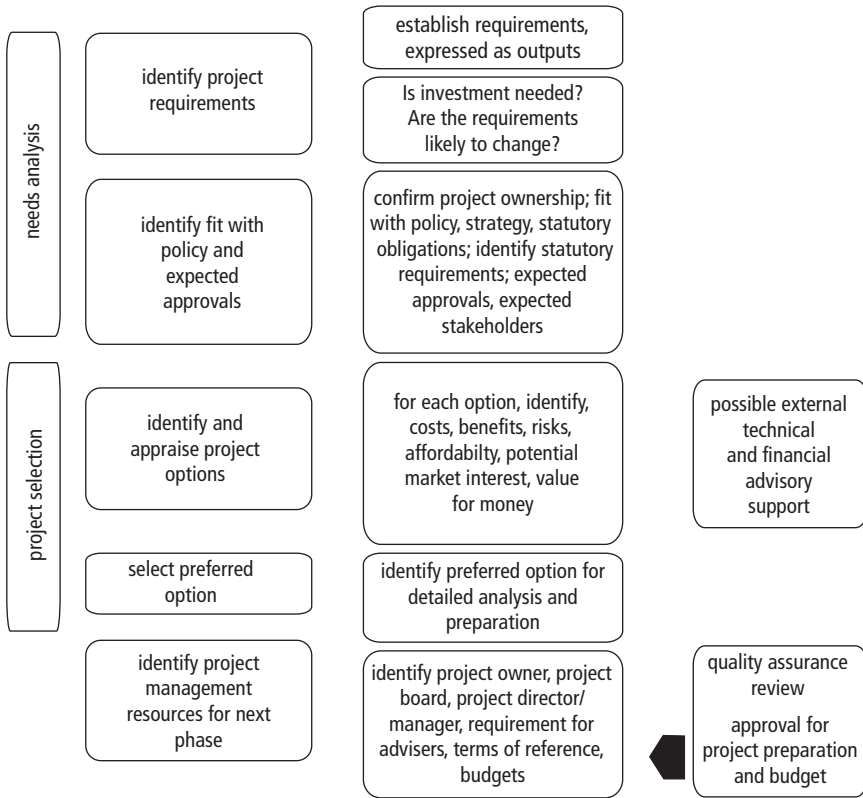 needs analysis
identify project
requirements
establish requirements,
expressed as outputs
Is investment needed?
Are the requirements
likely to change?
identify fit with
policy and
expected
approvals
confirm project ownership; fit
with policy, strategy, statutory
obligations; identify statutory
requirements; expected
approvals, expected
stakeholders
project selection
identify and
appraise project
options
for each option, identify,
costs, benefits, risks,
affordabilty, potential
market interest, value
for money
possible external
technical
and financial
advisory
support
select preferred
option
identify preferred option for
detailed analysis and
preparation
identify project
management
resources for next
phase
identify project owner, project
board, project director/
manager, requirement for
advisers, terms of reference,
budgets
quality assurance
review
approval for
project preparation
and budget